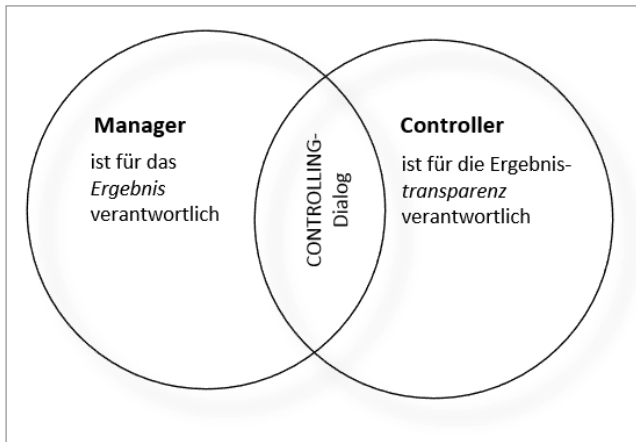 Manager
ist für das
Ergebnis
verantwortlich
CONTROLLING-
Dialog
Controller
ist für die Ergebnis-
transparenz
verantwortlich